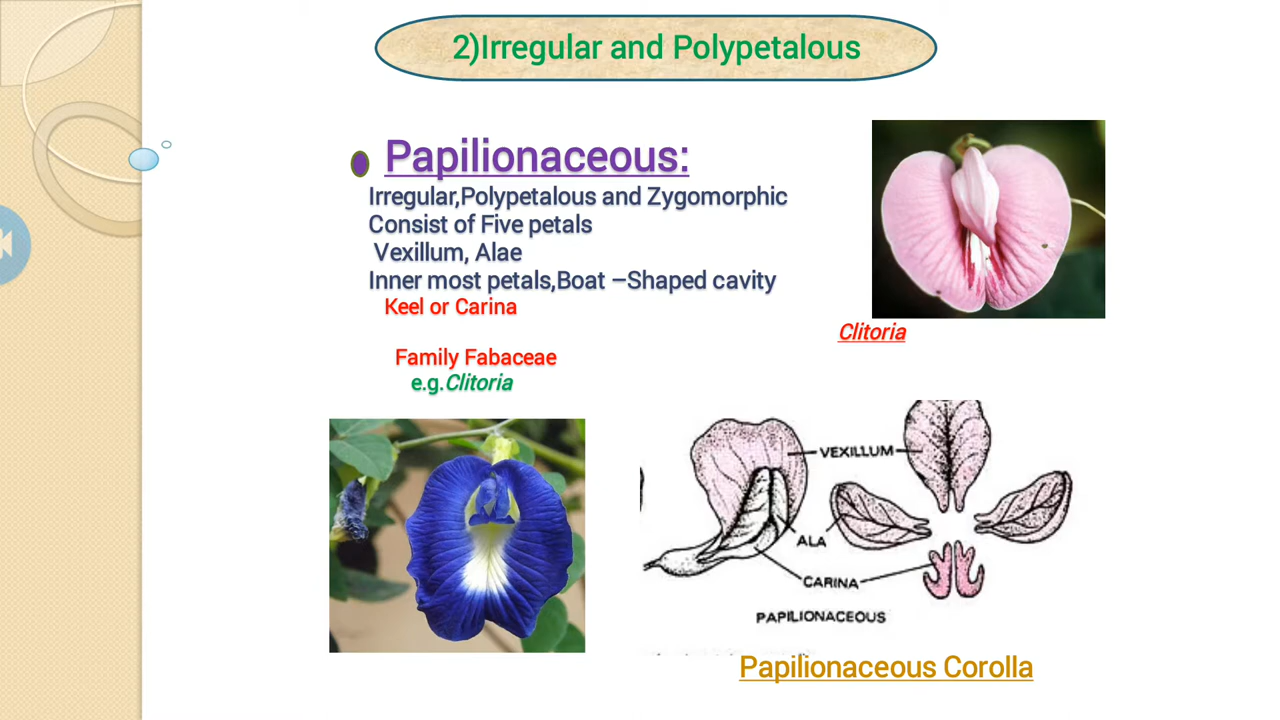 2)Irregular and Polypetalous
Papilionaceous:
Irregular,Polypetalous and Zygomorphic
Consist of Five petals
Vexillum, Alae
Inner most petals,Boat –Shaped cavity
Keel or Carina
Clitoria
Family Fabaceae
e.g.Clitoria
VEXILLUM
ALA
CARINA
PAPILIONACEOUS
Papilionaceous Corolla